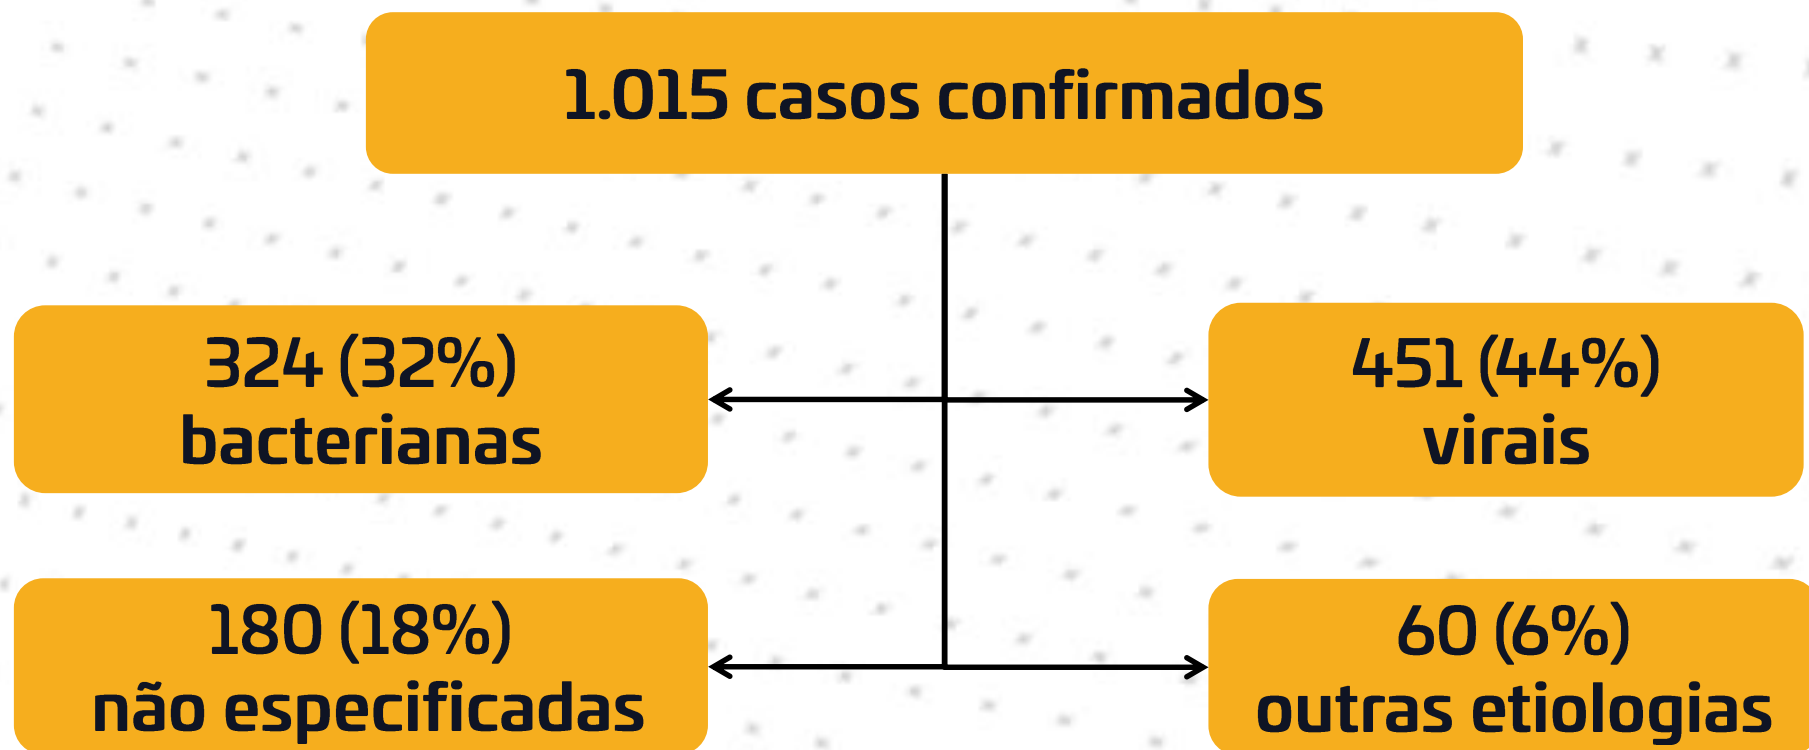 1.015 casos confirmados
324 (32%)
bacterianas
451 (44%)
virais
180 (18%)
não especificadas
60 (6%)
outras etiologias